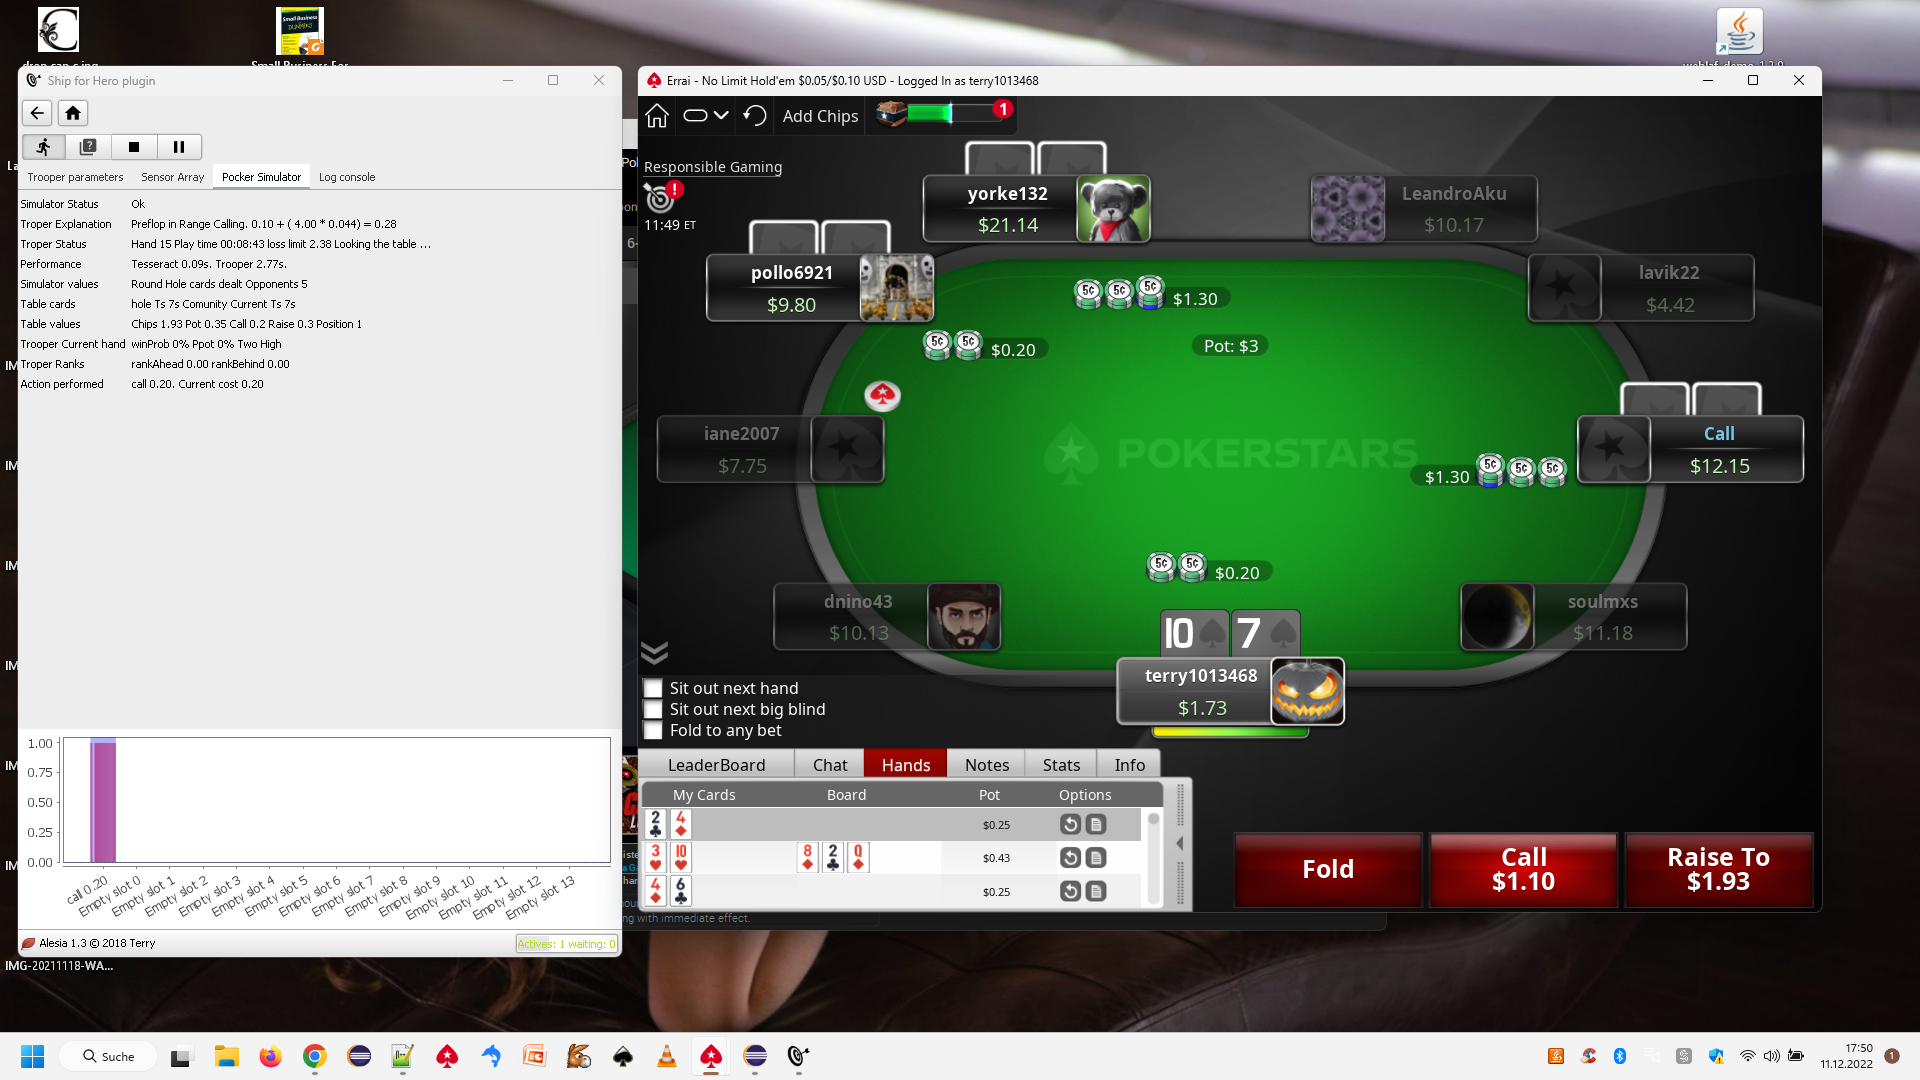 Ship for Hero plugin
Trooper parameters Sensor Array Pocker Simulator Log console
Simulator Status Ok
Troper Explanation Preflop in Range Calling. 0.10 + ( 4.00 * 0.044) = 0.28
Troper Status Hand 15 Play time 00:08:43 loss limit 2.38 Looking the table ...
Performance Tesseract 0.09s. Trooper 2.77s.
Simulator values Round Hole cards dealt Opponents 5
Table cards hole Ts 7s Comunity Current Ts 7s
Table values Chips 1.93 Pot 0.35 Call 0.2 Raise 0.3 Position 1
Trooper Current hand winProb 0% Ppot 0% Two High
Troper Ranks rankAhead 0.00 rankBehind 0.00
Action performed call 0.20. Current cost 0.20
1.00
0.75
0.50
0.25
0.00
call 0.20 Empty slot 0 Empty slot 1 Empty slot 2 Empty slot 3 Empty slot 4 Empty slot 5 Empty slot 6 Empty slot 7 Empty slot 8 Empty slot 9 Empty slot 10 Empty slot 11 Empty slot 12 Empty slot 13
Alesia 1.3 © 2018 Terry
Actives: 1 waiting: 0
IMG-20211118-WA...
Errai - No Limit Hold'em $0.05/$0.10 USD - Logged In as terry1013468
Add Chips
1
Responsible Gaming
11:49 ET
yorke132
$21.14
LeandroAku
$10.17
pollo6921
$9.80
lavik22
$4.42
$1.30
$0.20
Pot: $3
iane2007
$7.75
POKERSTARS
Call
$12.15
$1.30
$0.20
dnino43
$10.13
soulmxs
$11.18
10 7
terry1013468
$1.73
Sit out next hand
Sit out next big blind
Fold to any bet
LeaderBoard Chat Hands Notes Stats Info
My Cards Board Pot Options
2 4 $0.25
3 10 8 2 Q $0.43
4 6 $0.25
ng with immediate effect.
Fold
Call
$1.10
Raise To
$1.93
Suche
17:50
11.12.2022
1